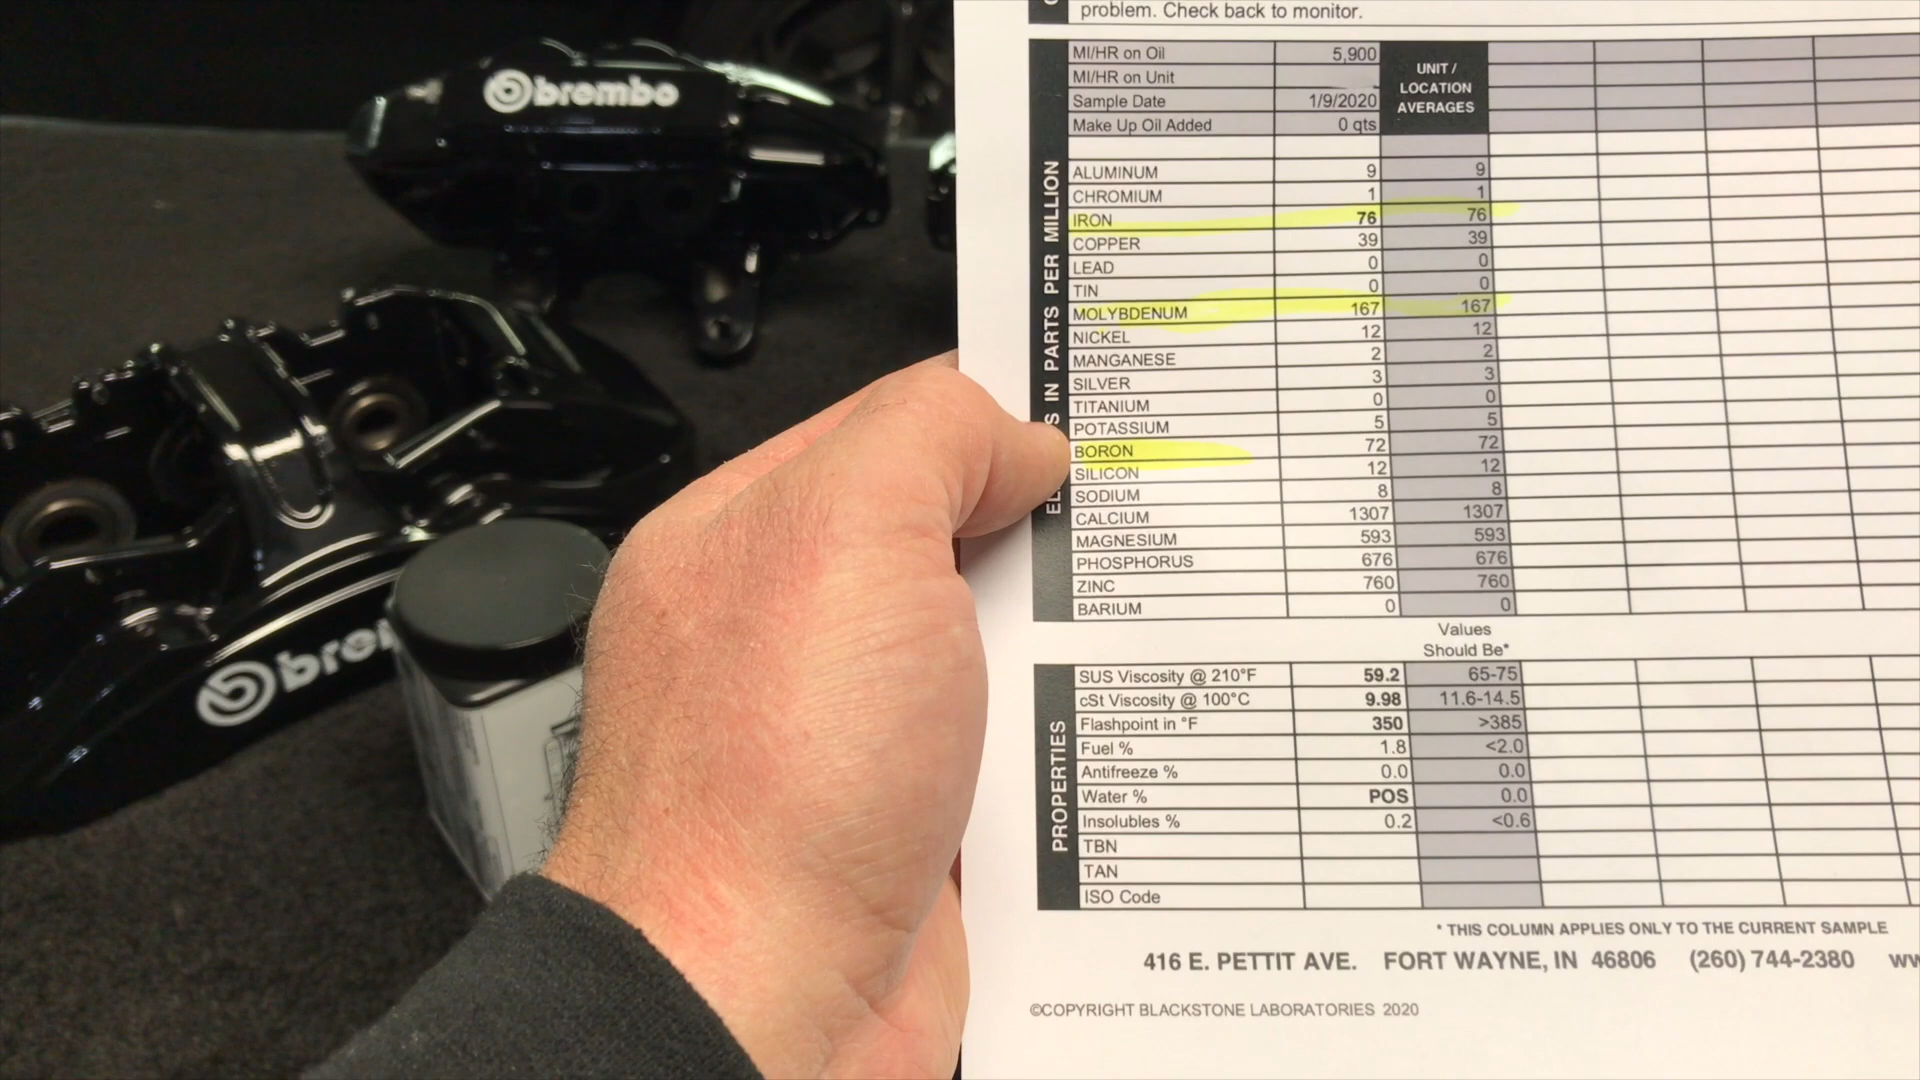 brembo
brem
problem. Check back to monitor.
MI/HR on Oil 5,900 UNIT / LOCATION AVERAGES
MI/HR on Unit
Sample Date 1/9/2020
Make Up Oil Added 0 qts
IN PARTS PER MILLION
ALUMINUM 9 9
CHROMIUM 1 1
IRON 76 76
COPPER 39 39
LEAD 0 0
TIN 0 0
MOLYBDENUM 167 167
NICKEL 12 12
MANGANESE 2 2
SILVER 3 3
TITANIUM 0 0
POTASSIUM 5 5
BORON 72 72
SILICON 12 12
SODIUM 8 8
CALCIUM 1307 1307
MAGNESIUM 593 593
PHOSPHORUS 676 676
ZINC 760 760
BARIUM 0 0
Values
Should Be*
PROPERTIES
SUS Viscosity @ 210°F 59.2 65-75
cSt Viscosity @ 100°C 9.98 11.6-14.5
Flashpoint in °F 350 >385
Fuel % 1.8 <2.0
Antifreeze % 0.0 0.0
Water % POS 0.0
Insolubles % 0.2 <0.6
TBN
TAN
ISO Code
* THIS COLUMN APPLIES ONLY TO THE CURRENT SAMPLE
416 E. PETTIT AVE. FORT WAYNE, IN 46806 (260) 744-2380
©COPYRIGHT BLACKSTONE LABORATORIES 2020